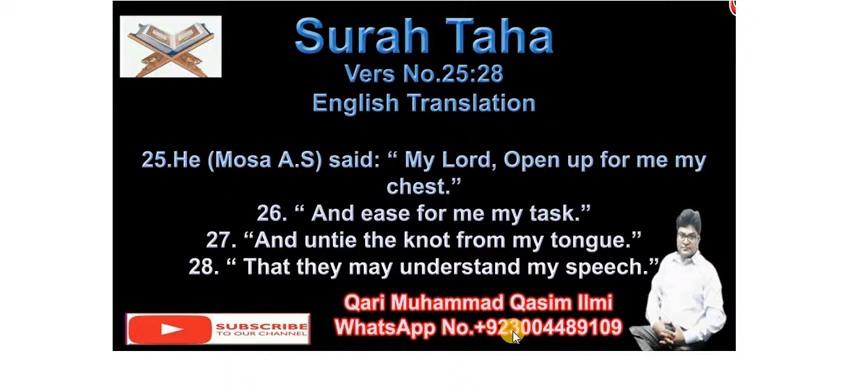 Surah Taha
Vers No.25:28
English Translation
25.He (Mosa A.S) said: “ My Lord, Open up for me my
chest.”
26. “ And ease for me my task.”
27. “And untie the knot from my tongue.”
28. “ That they may understand my speech.”
Qari Muhammad Qasim Ilmi
WhatsApp No.+923004489109
SUBSCRIBE
TO OUR CHANNEL